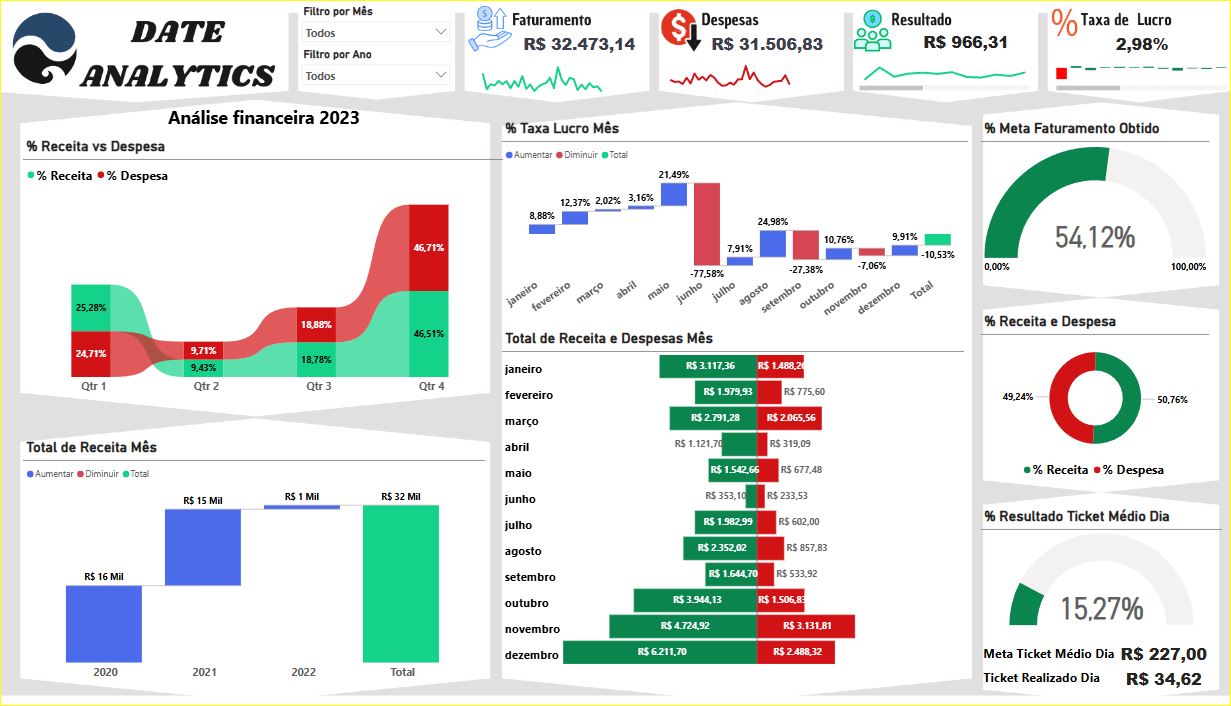 DATE
ANALYTICS
Filtro por Mês
Todos
Filtro por Ano
Todos
Faturamento
R$ 32.473,14
Despesas
R$ 31.506,83
Resultado
R$ 966,31
Taxa de Lucro
2,98%
Análise financeira 2023
% Receita vs Despesa
% Receita % Despesa
25,28%
24,71%
9,71%
9,43%
18,88%
18,78%
46,71%
46,51%
Qtr 1 Qtr 2 Qtr 3 Qtr 4
Total de Receita Mês
Aumentar Diminuir Total
R$ 16 Mil
R$ 15 Mil
R$ 1 Mil
R$ 32 Mil
2020 2021 2022 Total
% Taxa Lucro Mês
Aumentar Diminuir Total
8,88%
12,37%
2,02%
3,16%
21,49%
-77,58%
7,91%
24,98%
-27,38%
10,76%
-7,06%
9,91%
-10,53%
janeiro fevereiro março abril maio junho julho agosto setembro outubro novembro dezembro Total
Total de Receita e Despesas Mês
janeiro R$ 3.117,36 R$ 1.488,26
fevereiro R$ 1.979,93 R$ 775,60
março R$ 2.791,28 R$ 2.065,56
abril R$ 1.121,70 R$ 319,09
maio R$ 1.542,66 R$ 677,48
junho R$ 353,10 R$ 233,53
julho R$ 1.982,99 R$ 602,00
agosto R$ 2.352,02 R$ 857,83
setembro R$ 1.644,70 R$ 533,92
outubro R$ 3.944,13 R$ 1.506,83
novembro R$ 4.724,92 R$ 3.131,81
dezembro R$ 6.211,70 R$ 2.488,32
% Meta Faturamento Obtido
54,12%
0,00% 100,00%
% Receita e Despesa
49,24% 50,76%
% Receita % Despesa
% Resultado Ticket Médio Dia
15,27%
Meta Ticket Médio Dia R$ 227,00
Ticket Realizado Dia R$ 34,62